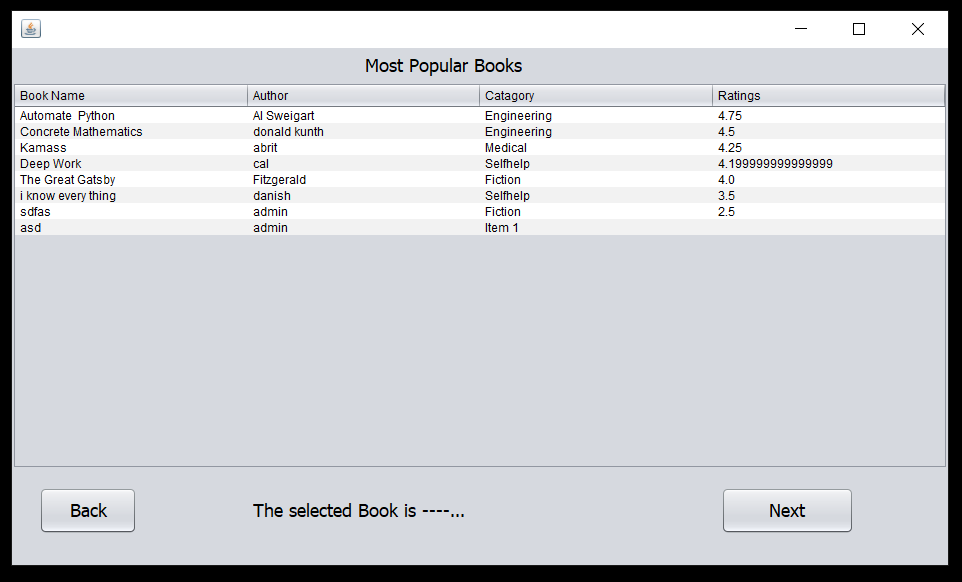 Most Popular Books
Book Name Author Catagory Ratings
Automate  Python Al Sweigart Engineering 4.75
Concrete Mathematics donald kunth Engineering 4.5
Kamass abrit Medical 4.25
Deep Work cal Selfhelp 4.199999999999999
The Great Gatsby Fitzgerald Fiction 4.0
i know every thing danish Selfhelp 3.5
sdfas admin Fiction 2.5
asd admin Item 1
Back The selected Book is ----... Next